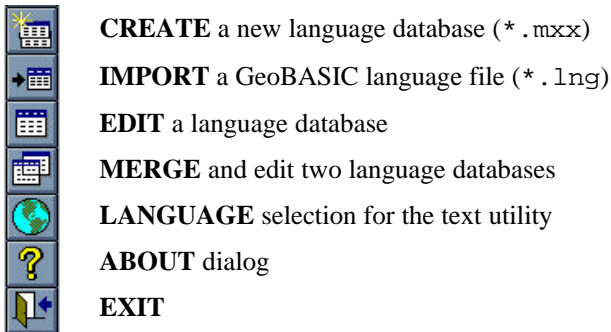 CREATE a new language database (*.mxx)
IMPORT a GeoBASIC language file (*.lng)
EDIT a language database
MERGE and edit two language databases
LANGUAGE selection for the text utility
ABOUT dialog
EXIT